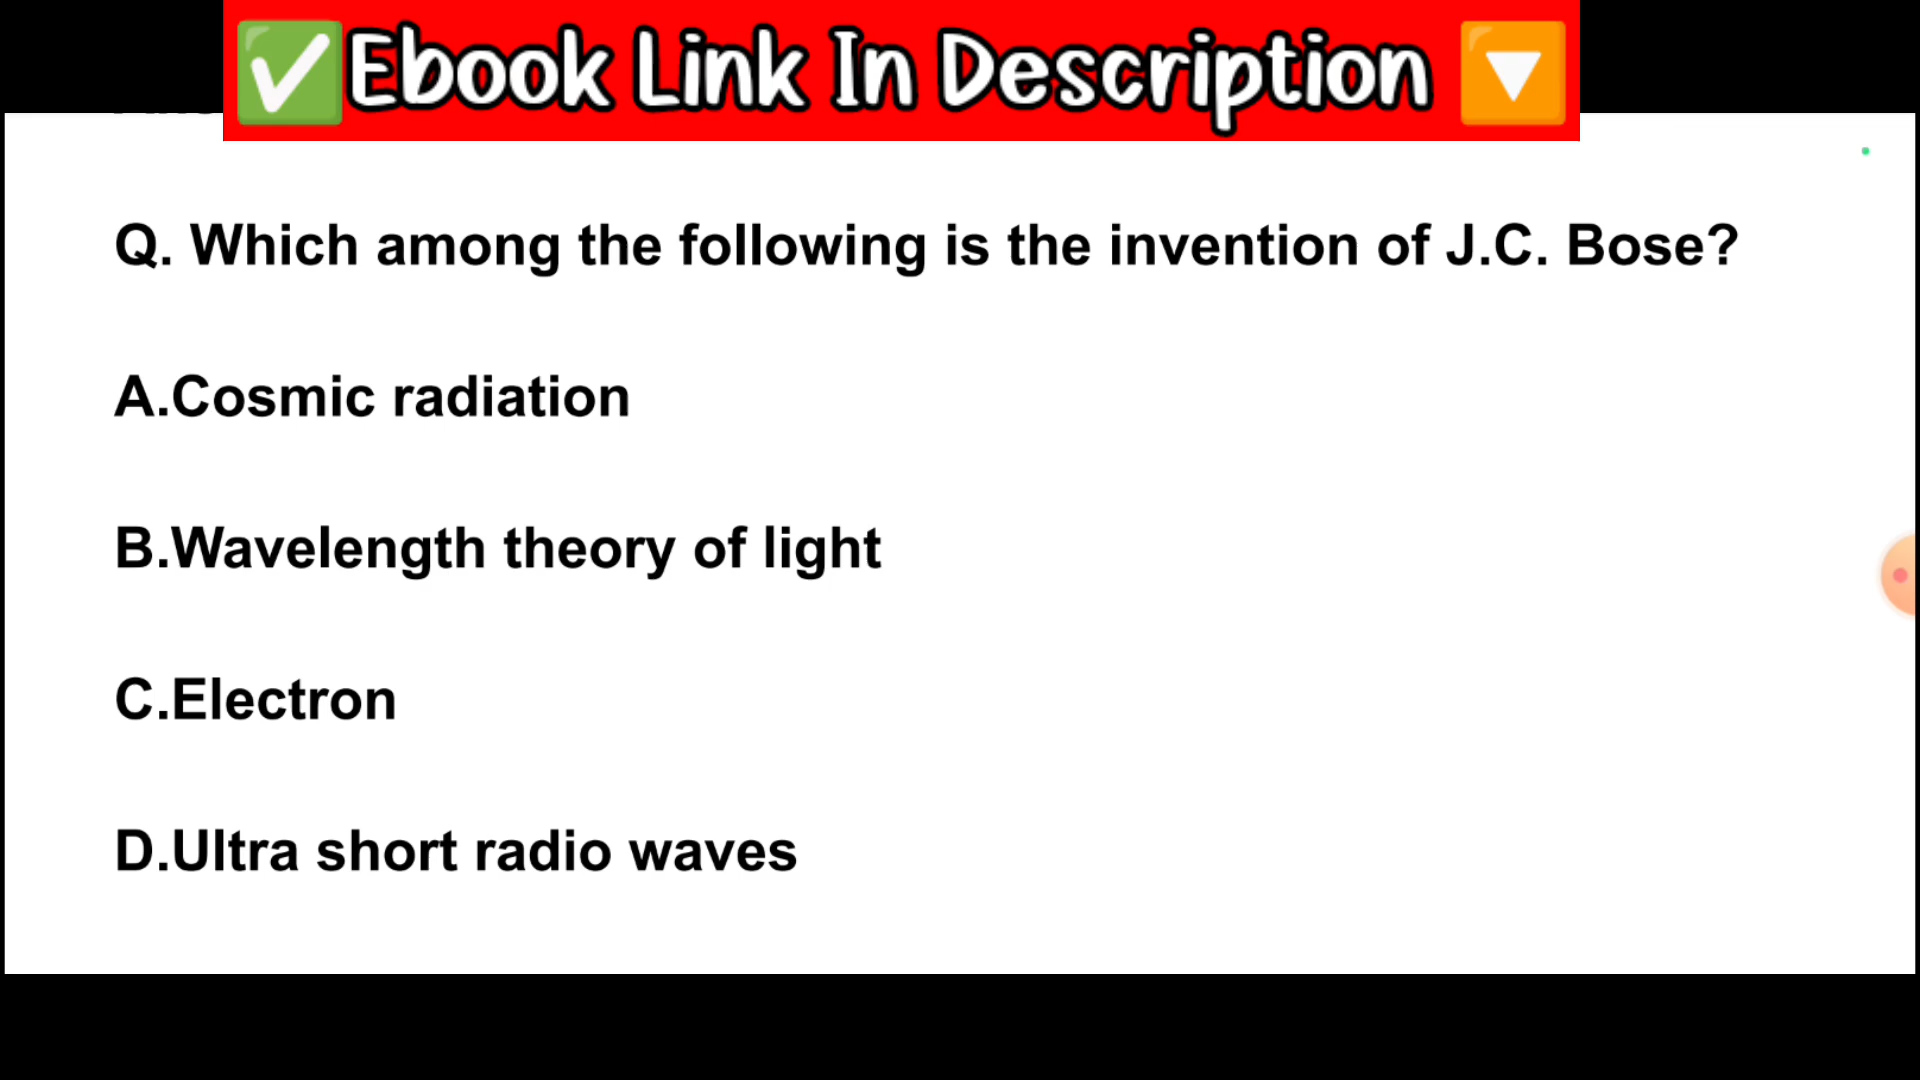 ✅Ebook Link In Description 🔽
Q. Which among the following is the invention of J.C. Bose?
A.Cosmic radiation
B.Wavelength theory of light
C.Electron
D.Ultra short radio waves